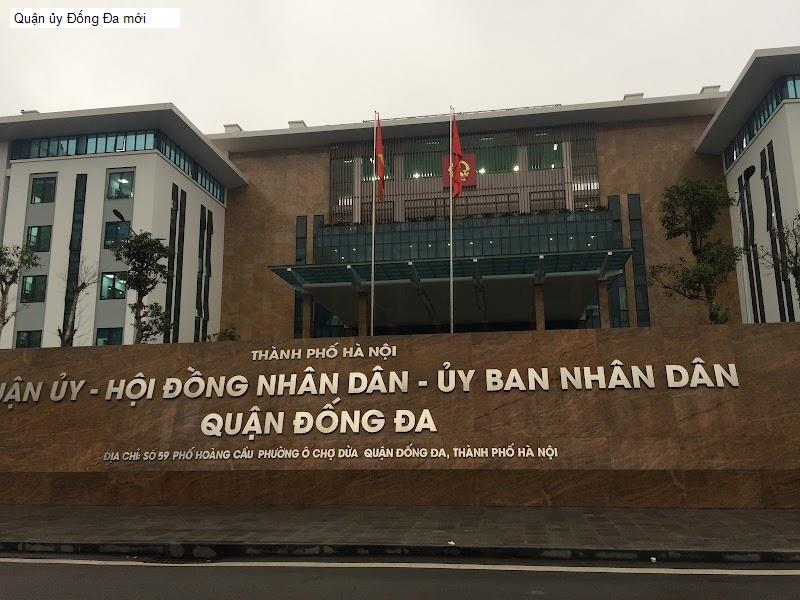 Quận ủy Đống Đa mới
THÀNH PHỐ HÀ NỘI
ỦY - HỘI ĐỒNG NHÂN DÂN - ỦY BAN NHÂN DÂN
QUẬN ĐỐNG ĐA
ĐỊA CHỈ: SỐ 59 PHỐ HOÀNG CẦU PHƯỜNG Ô CHỢ DỪA QUẬN ĐỐNG ĐA, THÀNH PHỐ HÀ NỘI